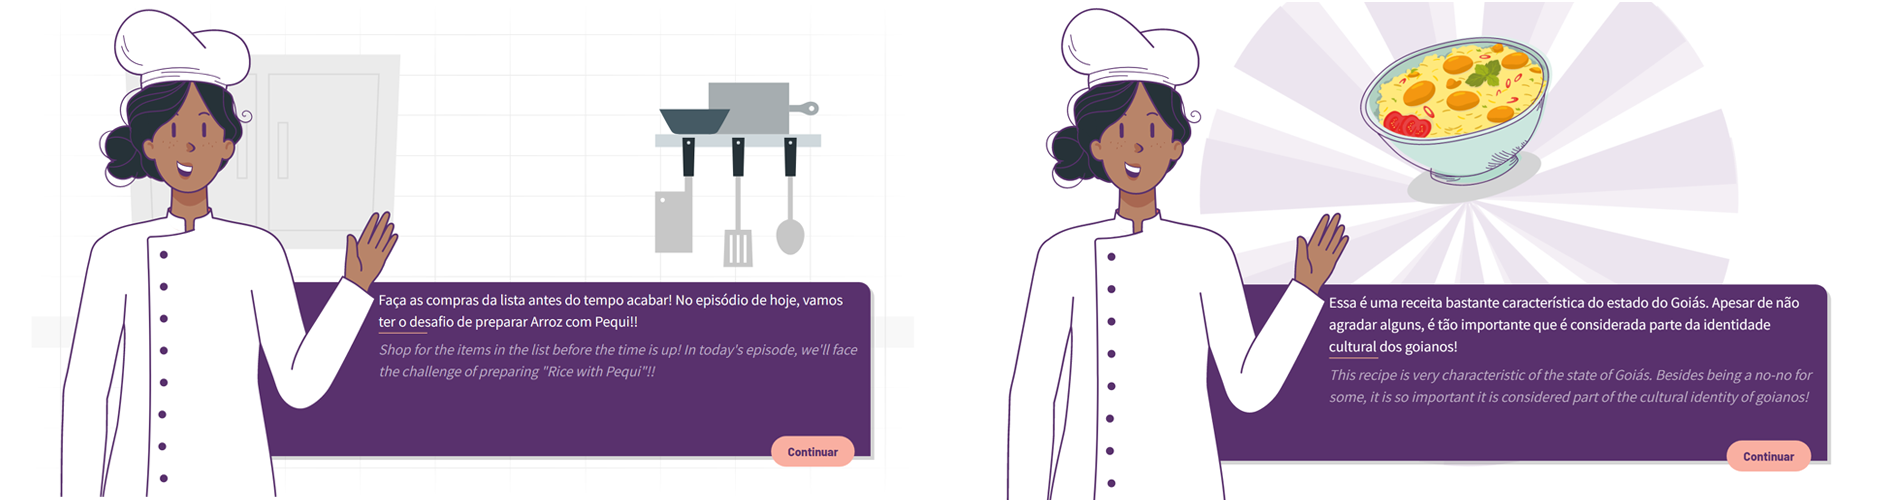 Faça as compras da lista antes do tempo acabar! No episódio de hoje, vamos
ter o desafio de preparar Arroz com Pequi!!
Shop for the items in the list before the time is up! In today's episode, we'll face
the challenge of preparing "Rice with Pequi"!!
Continuar
Essa é uma receita bastante característica do estado do Goiás. Apesar de não
agradar alguns, é tão importante que é considerada parte da identidade
cultural dos goianos!
This recipe is very characteristic of the state of Goiás. Besides being a no-no for
some, it is so important it is considered part of the cultural identity of goianos!
Continuar